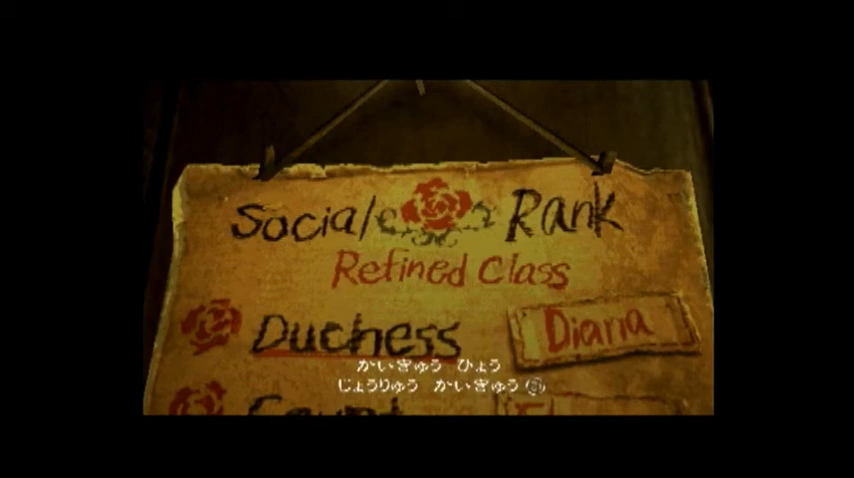 Social Rank
Refined Class
Duchess Diana
かいきゅう ひょう
じょうりゅう かいきゅう